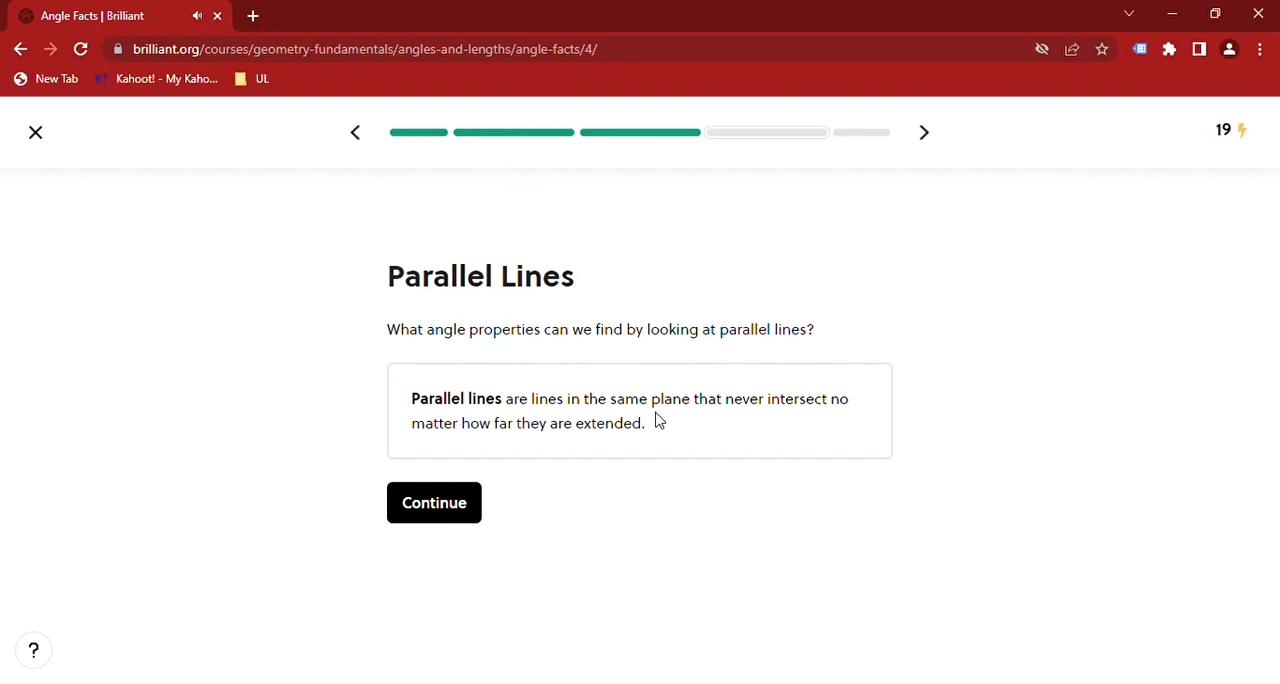 Angle Facts | Brilliant
brilliant.org/courses/geometry-fundamentals/angles-and-lengths/angle-facts/4/
New Tab
K! Kahoot! - My Kaho...
UL
19
Parallel Lines
What angle properties can we find by looking at parallel lines?
Parallel lines are lines in the same plane that never intersect no
matter how far they are extended.
Continue
?